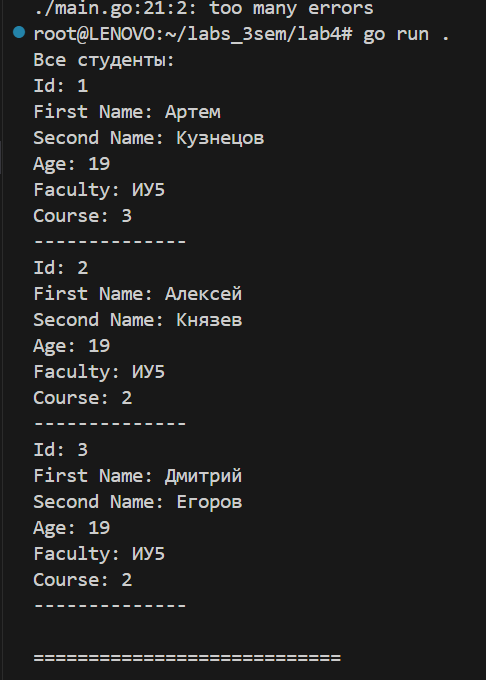 ./main.go:21:2: too many errors
root@LENOVO:~/labs_3sem/lab4# go run .
Все студенты:
Id: 1
First Name: Артем
Second Name: Кузнецов
Age: 19
Faculty: ИУ5
Course: 3
--------------
Id: 2
First Name: Алексей
Second Name: Князев
Age: 19
Faculty: ИУ5
Course: 2
--------------
Id: 3
First Name: Дмитрий
Second Name: Егоров
Age: 19
Faculty: ИУ5
Course: 2
--------------
============================